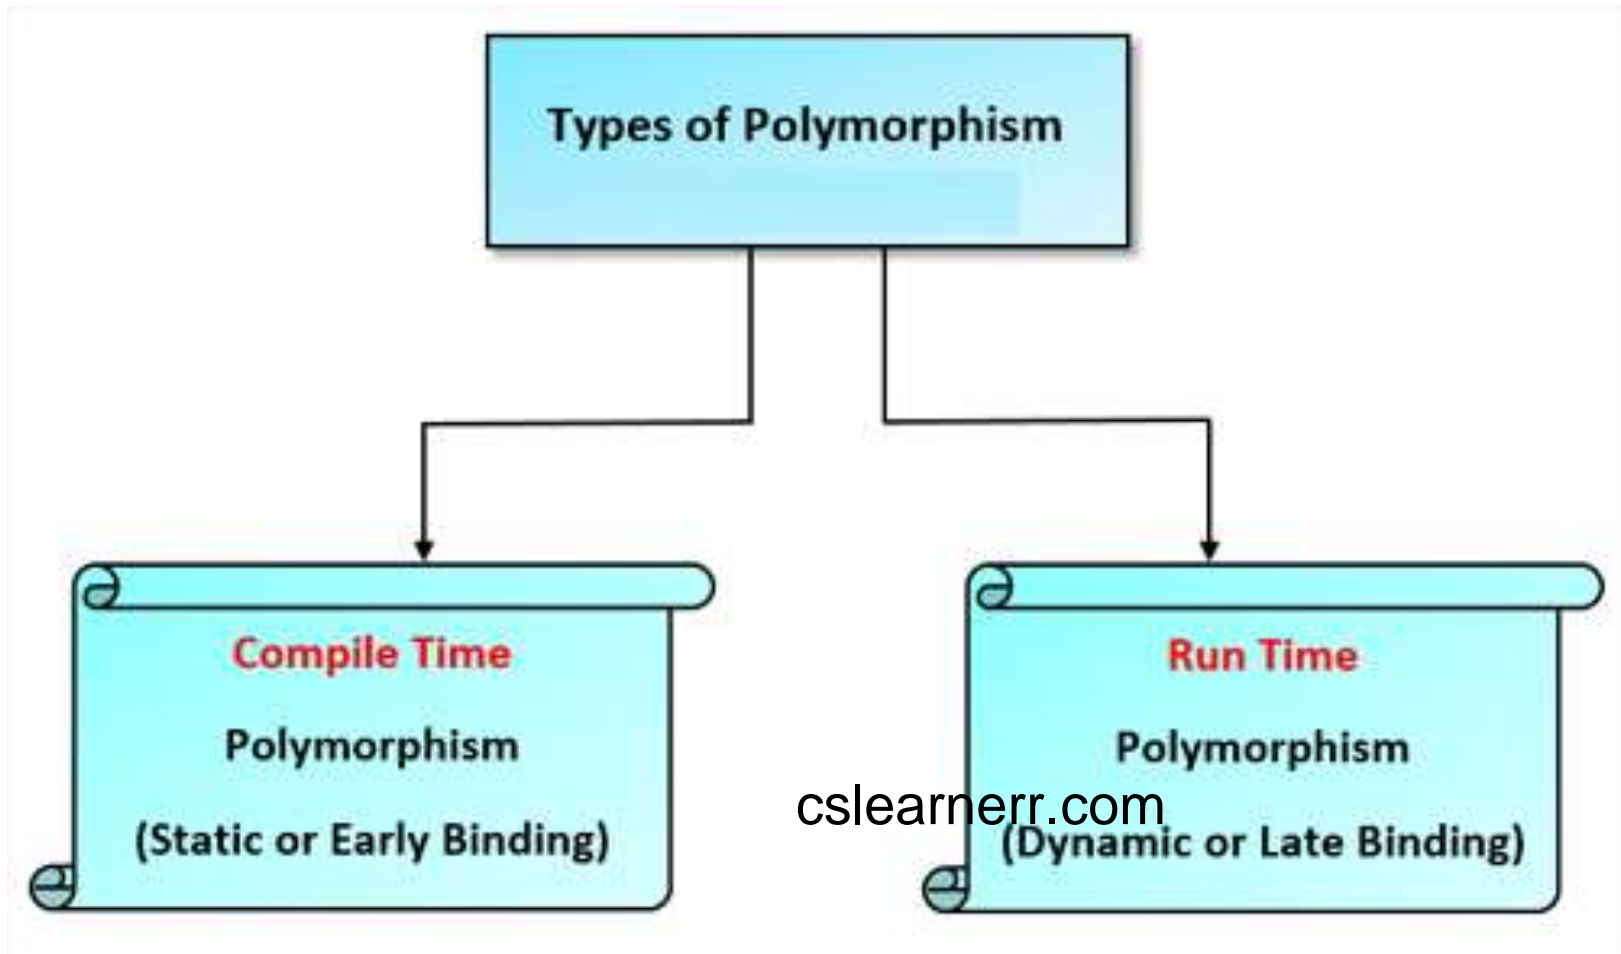 Types of Polymorphism
Compile Time
Polymorphism
(Static or Early Binding)
Run Time
Polymorphism
(Dynamic or Late Binding)
cslearnerr.com